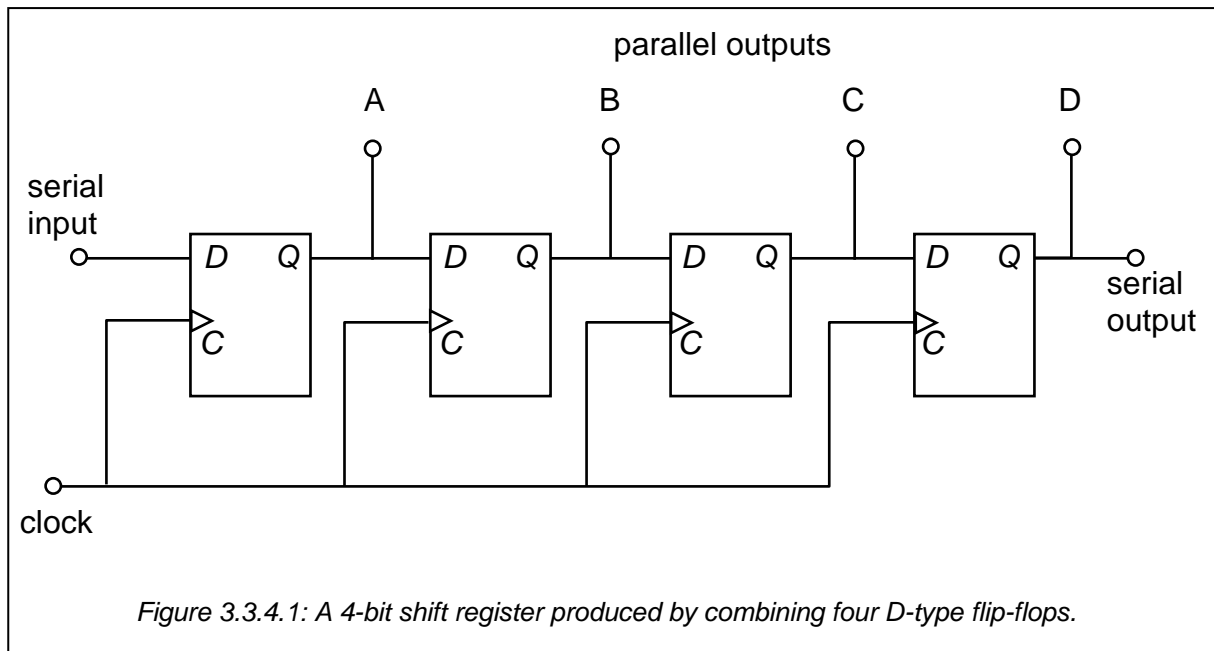 parallel outputs
A B C D
serial
input
D Q D Q D Q D Q
serial
output
C C C C
clock
Figure 3.3.4.1: A 4-bit shift register produced by combining four D-type flip-flops.